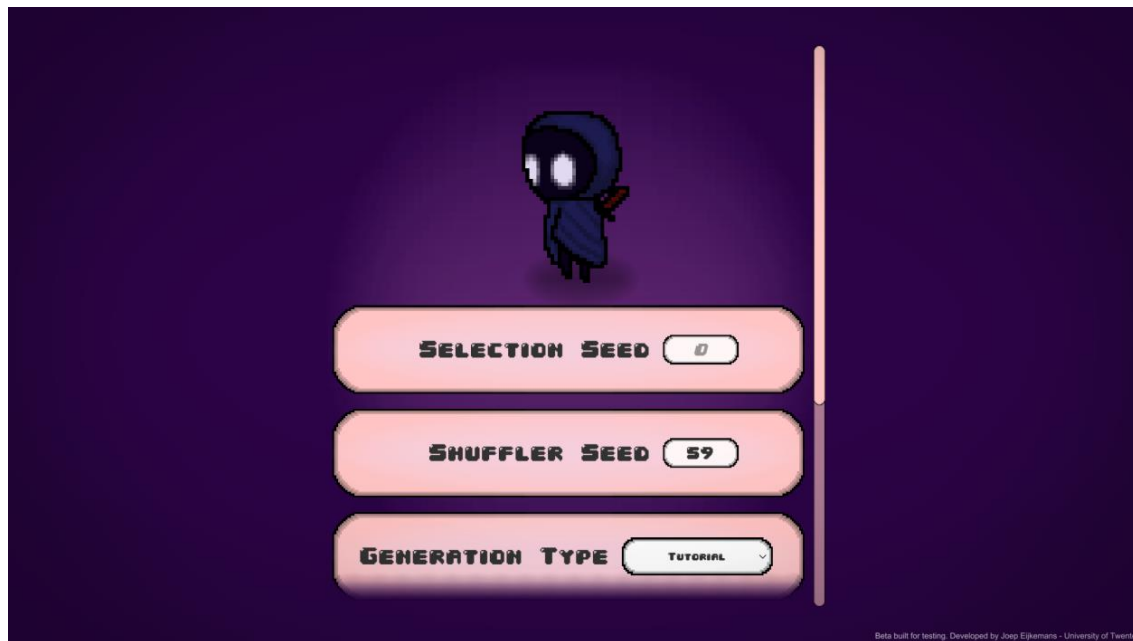 Selection Seed 0
Shuffler Seed 59
Generation Type Tutorial
Beta built for testing. Developed by Joep Eijkemans - University of Twent